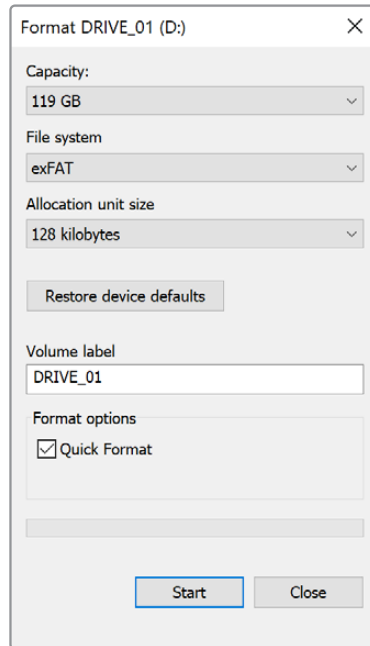 Format DRIVE_01 (D:)
Capacity:
119 GB
File system
exFAT
Allocation unit size
128 kilobytes
Restore device defaults
Volume label
DRIVE_01
Format options
Quick Format
Start Close